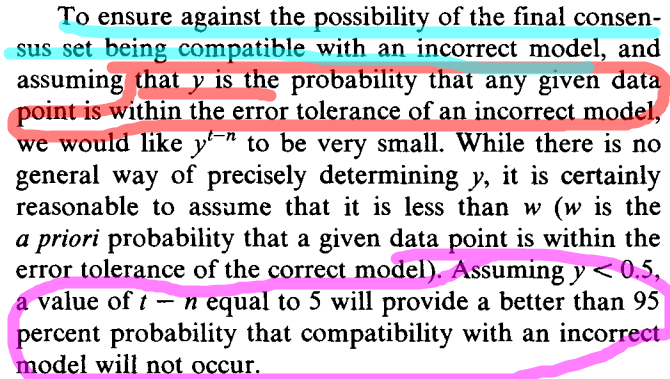 To ensure against the possibility of the final consen-
sus set being compatible with an incorrect model, and
assuming that y is the probability that any given data
point is within the error tolerance of an incorrect model,
we would like y^{t-n} to be very small. While there is no
general way of precisely determining y, it is certainly
reasonable to assume that it is less than w (w is the
a priori probability that a given data point is within the
error tolerance of the correct model). Assuming y < 0.5,
a value of t − n equal to 5 will provide a better than 95
percent probability that compatibility with an incorrect
model will not occur.